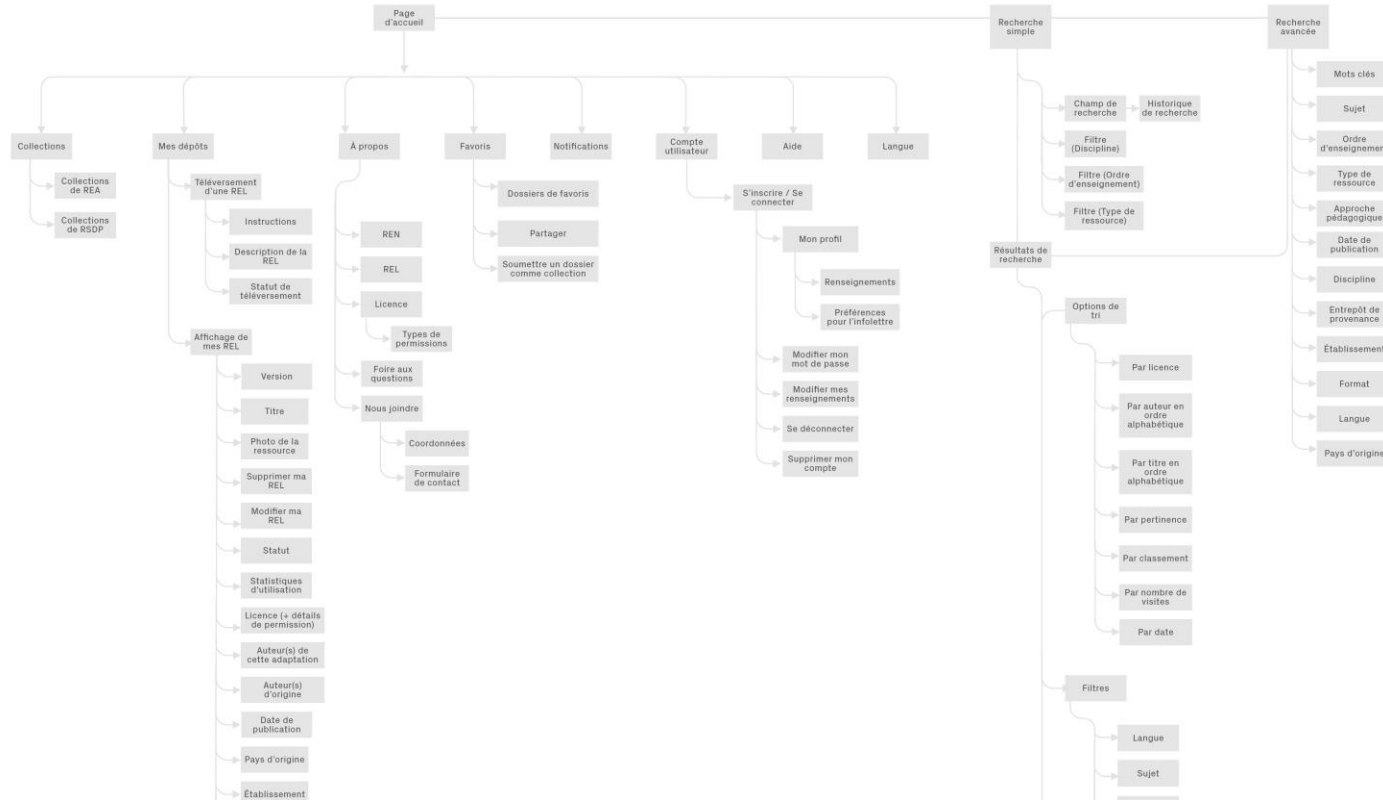 Page
d'accueil
Recherche
simple
Recherche
avancée
Collections
Collections
de REA
Collections
de RSDP
Mes dépôts
Téléversement
d'une REL
Instructions
Description de la
REL
Statut de
téléversement
Affichage de
mes REL
Version
Titre
Photo de la
ressource
Supprimer ma
REL
Modifier ma
REL
Statut
Statistiques
d'utilisation
Licence (+ détails
de permission)
Auteur(s) de
cette adaptation
Auteur(s)
d'origine
Date de
publication
Pays d'origine
Établissement
À propos
REN
REL
Licence
Types de
permissions
Foire aux
questions
Nous joindre
Coordonnées
Formulaire
de contact
Favoris
Dossiers de favoris
Partager
Soumettre un dossier
comme collection
Notifications
Compte
utilisateur
S'inscrire / Se
connecter
Mon profil
Renseignements
Préférences
pour l'infolettre
Modifier mon
mot de passe
Modifier mes
renseignements
Se déconnecter
Supprimer mon
compte
Aide
Langue
Champ de
recherche
Historique
de recherche
Filtre
(Discipline)
Filtre (Ordre
d'enseignement)
Filtre (Type de
ressource)
Résultats de
recherche
Options de
tri
Par licence
Par auteur en
ordre
alphabétique
Par titre en
ordre
alphabétique
Par pertinence
Par classement
Par nombre de
visites
Par date
Filtres
Langue
Sujet
Mots clés
Sujet
Ordre
d'enseignemen
Type de
ressource
Approche
pédagogique
Date de
publication
Discipline
Entrepôt de
provenance
Établissement
Format
Langue
Pays d'origine